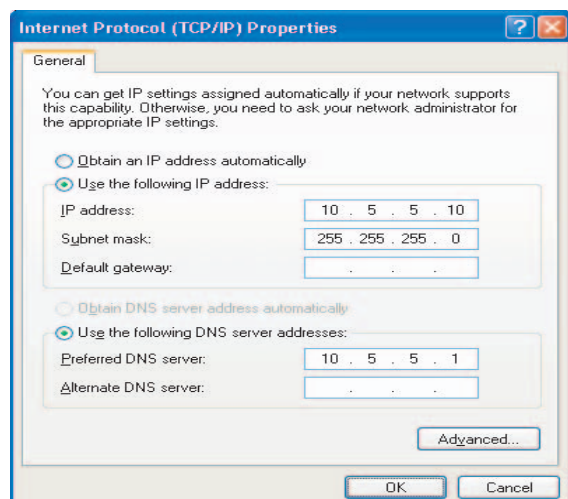 Internet Protocol (TCP/IP) Properties
General
You can get IP settings assigned automatically if your network supports
this capability. Otherwise, you need to ask your network administrator for
the appropriate IP settings.
Obtain an IP address automatically
Use the following IP address:
IP address: 10 . 5 . 5 . 10
Subnet mask: 255 . 255 . 255 . 0
Default gateway: . . .
Obtain DNS server address automatically
Use the following DNS server addresses:
Preferred DNS server: 10 . 5 . 5 . 1
Alternate DNS server: . . .
Advanced...
OK Cancel